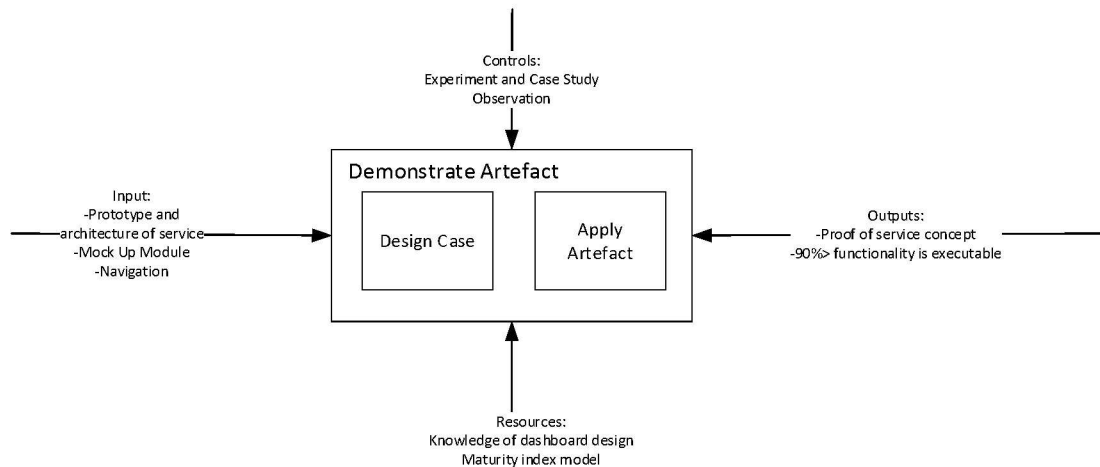 Controls:
Experiment and Case Study
Observation
Demonstrate Artefact
Design Case
Apply
Artefact
Input:
-Prototype and
architecture of service
-Mock Up Module
-Navigation
Outputs:
-Proof of service concept
-90%> functionality is executable
Resources:
Knowledge of dashboard design
Maturity index model